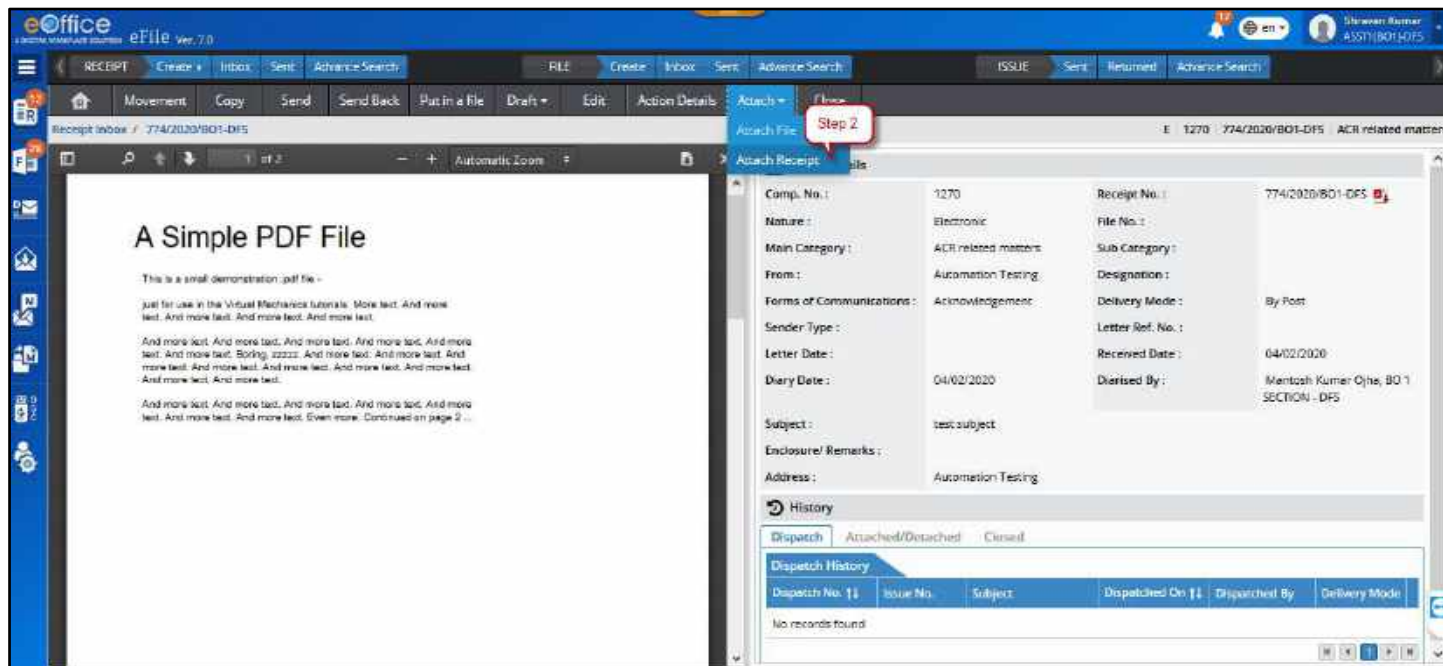 eOffice
A DIGITAL WORKPLACE SOLUTION
eFile Ver. 7.0
17
en
Shravan Kumar
ASSTT(BO1)-DFS
RECEIPT Create Inbox Sent Advance Search FILE Create Inbox Sent Advance Search ISSUE Sent Returned Advance Search
Movement Copy Send Send Back Put in a file Draft Edit Action Details Attach Close
Attach File
Attach Receipt
Step 2
Receipt Inbox / 774/2020/BO1-DFS
E 1270 774/2020/BO1-DFS ACR related matter
1 of 2 Automatic Zoom
A Simple PDF File
This is a small demonstration .pdf file -
just for use in the Virtual Mechanics tutorials. More text. And more
text. And more text. And more text. And more text.
And more text. And more text. And more text. And more text. And more
text. And more text. Boring, zzzzz. And more text. And more text. And
more text. And more text. And more text. And more text. And more text.
And more text. And more text.
And more text. And more text. And more text. And more text. And more
text. And more text. And more text. Even more. Continued on page 2 ...
Comp. No. : 1270 Receipt No. : 774/2020/BO1-DFS
Nature : Electronic File No. :
Main Category : ACR related matters Sub Category :
From : Automation Testing Designation :
Forms of Communications : Acknowledgement Delivery Mode : By Post
Sender Type : Letter Ref. No. :
Letter Date : Received Date : 04/02/2020
Diary Date : 04/02/2020 Diarised By : Mantosh Kumar Ojha, BO 1
SECTION - DFS
Subject : test subject
Enclosure/ Remarks :
Address : Automation Testing
History
Dispatch Attached/Detached Closed
Dispatch History
Dispatch No. Issue No. Subject Dispatched On Dispatched By Delivery Mode
No records found
1